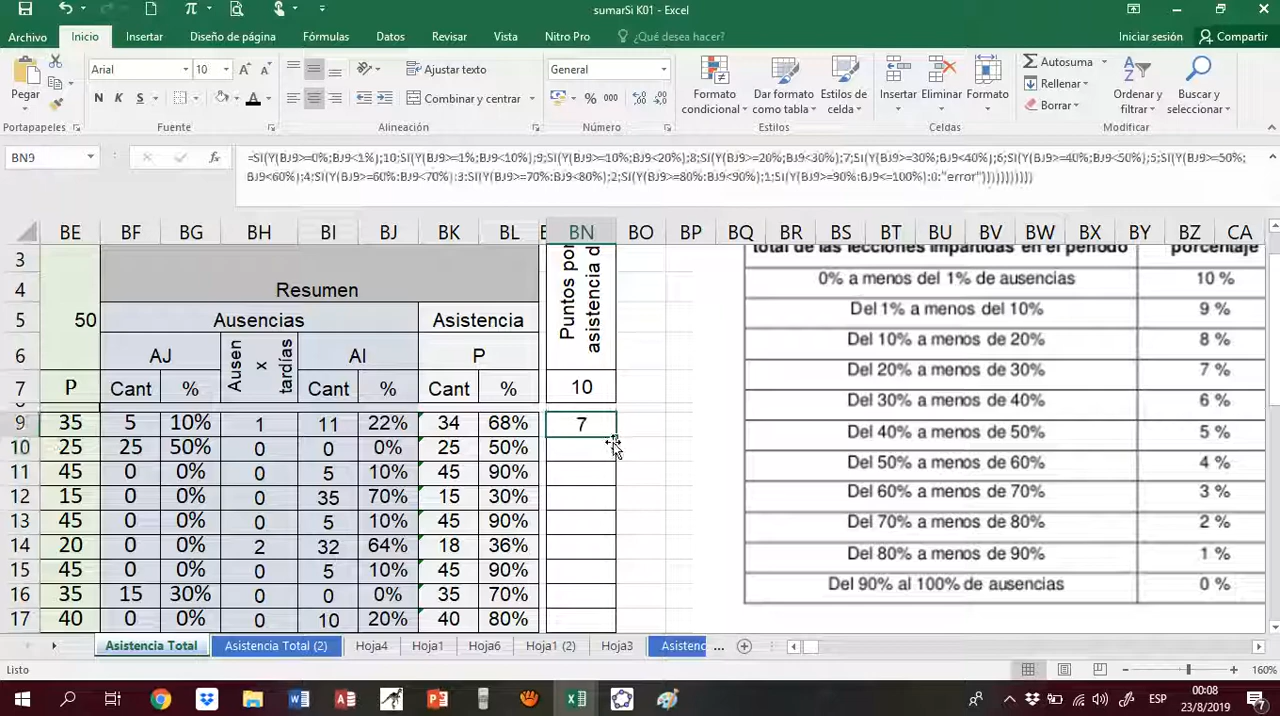 sumarSi K01 - Excel
Archivo Inicio Insertar Diseño de página Fórmulas Datos Revisar Vista Nitro Pro ¿Qué desea hacer? Iniciar sesión Compartir
Pegar
Arial 10
N K S
Ajustar texto
Combinar y centrar
General
% 000
Formato condicional
Dar formato como tabla
Estilos de celda
Insertar Eliminar Formato
Autosuma
Rellenar
Borrar
Ordenar y filtrar
Buscar y seleccionar
Portapapeles Fuente Alineación Número Estilos Celdas Modificar
BN9
=SI(Y(BJ9>=0%;BJ9<1%);10;SI(Y(BJ9>=1%;BJ9<10%);9;SI(Y(BJ9>=10%;BJ9<20%);8;SI(Y(BJ9>=20%;BJ9<30%);7;SI(Y(BJ9>=30%;BJ9<40%);6;SI(Y(BJ9>=40%;BJ9<50%);5;SI(Y(BJ9>=50%;
BJ9<60%);4;SI(Y(BJ9>=60%;BJ9<70%);3;SI(Y(BJ9>=70%;BJ9<80%);2;SI(Y(BJ9>=80%;BJ9<90%);1;SI(Y(BJ9>=90%;BJ9<=100%);0;"error")))))))))))
BE BF BG BH BI BJ BK BL BN BO BP BQ BR BS BT BU BV BW BX BY BZ CA
3
4 Resumen
5 50 Ausencias Asistencia
6 AJ Ausen x tardías AI P
Puntos por
asistencia
7 P Cant % Cant % Cant % 10
9 35 5 10% 1 11 22% 34 68% 7
10 25 25 50% 0 0 0% 25 50%
11 45 0 0% 0 5 10% 45 90%
12 15 0 0% 0 35 70% 15 30%
13 45 0 0% 0 5 10% 45 90%
14 20 0 0% 2 32 64% 18 36%
15 45 0 0% 0 5 10% 45 90%
16 35 15 30% 0 0 0% 35 70%
17 40 0 0% 0 10 20% 40 80%
total de las lecciones impartidas en el periodo porcentaje
0% a menos del 1% de ausencias 10 %
Del 1% a menos del 10% 9 %
Del 10% a menos de 20% 8 %
Del 20% a menos de 30% 7 %
Del 30% a menos de 40% 6 %
Del 40% a menos de 50% 5 %
Del 50% a menos de 60% 4 %
Del 60% a menos de 70% 3 %
Del 70% a menos de 80% 2 %
Del 80% a menos de 90% 1 %
Del 90% al 100% de ausencias 0 %
Asistencia Total Asistencia Total (2) Hoja4 Hoja1 Hoja6 Hoja1 (2) Hoja3 Asistenc ...
Listo 160%
ESP
00:08
23/8/2019
7